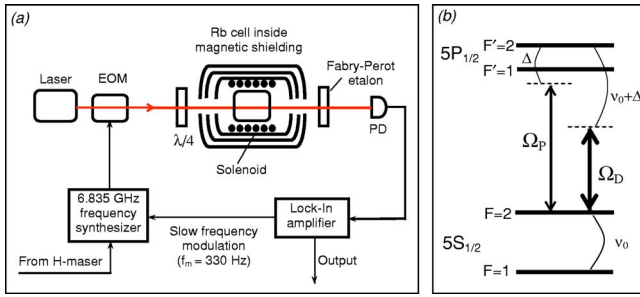 (a)
Rb cell inside
magnetic shielding
Fabry-Perot
etalon
Laser
EOM
λ/4
PD
Solenoid
6.835 GHz
frequency
synthesizer
Lock-In
amplifier
Slow frequency
modulation
(fm = 330 Hz)
From H-maser
Output
(b)
5P1/2
F'=2
F'=1
Δ
ν0+Δ
ΩP
ΩD
F=2
5S1/2
ν0
F=1